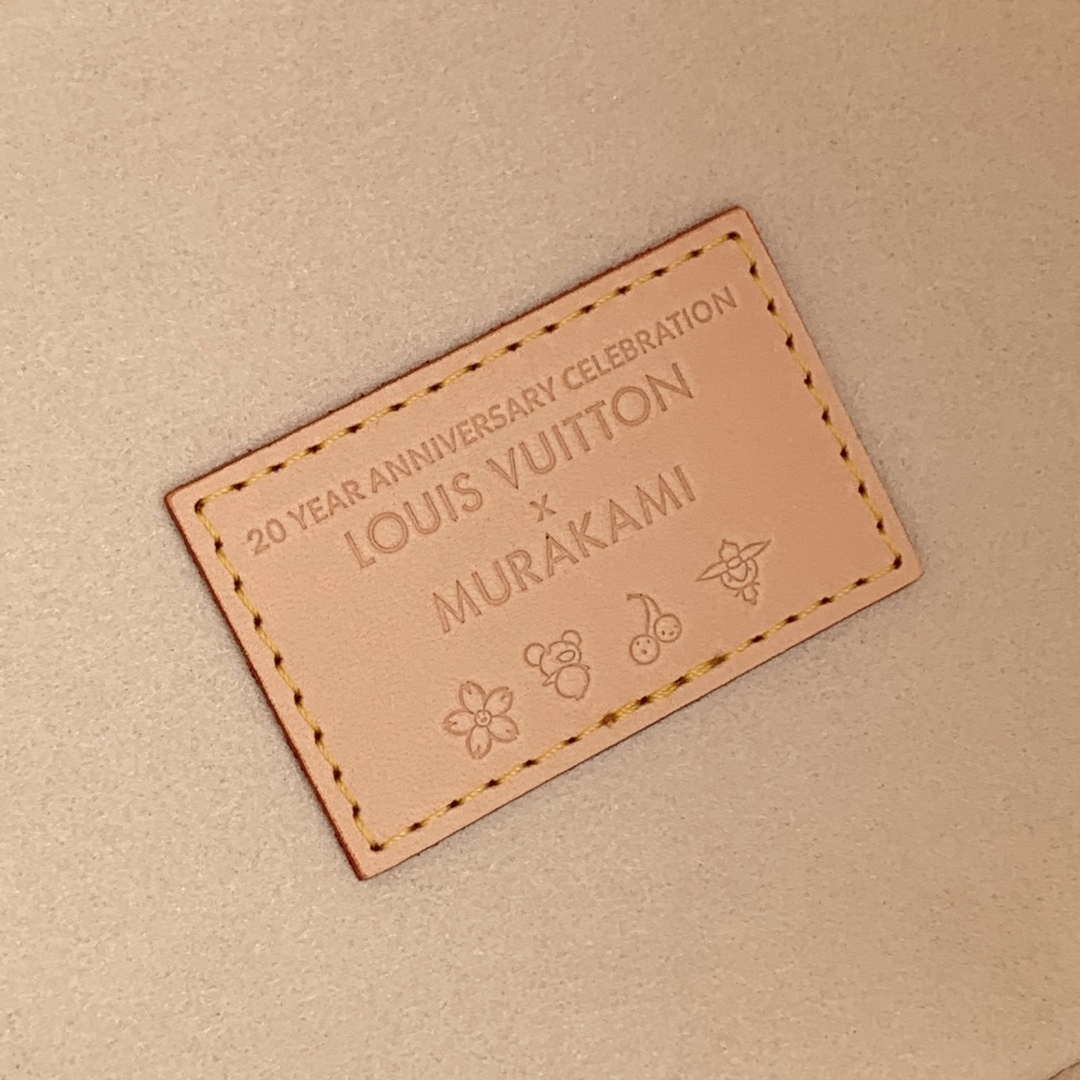 20 YEAR ANNIVERSARY CELEBRATION
LOUIS VUITTON
x
MURAKAMI